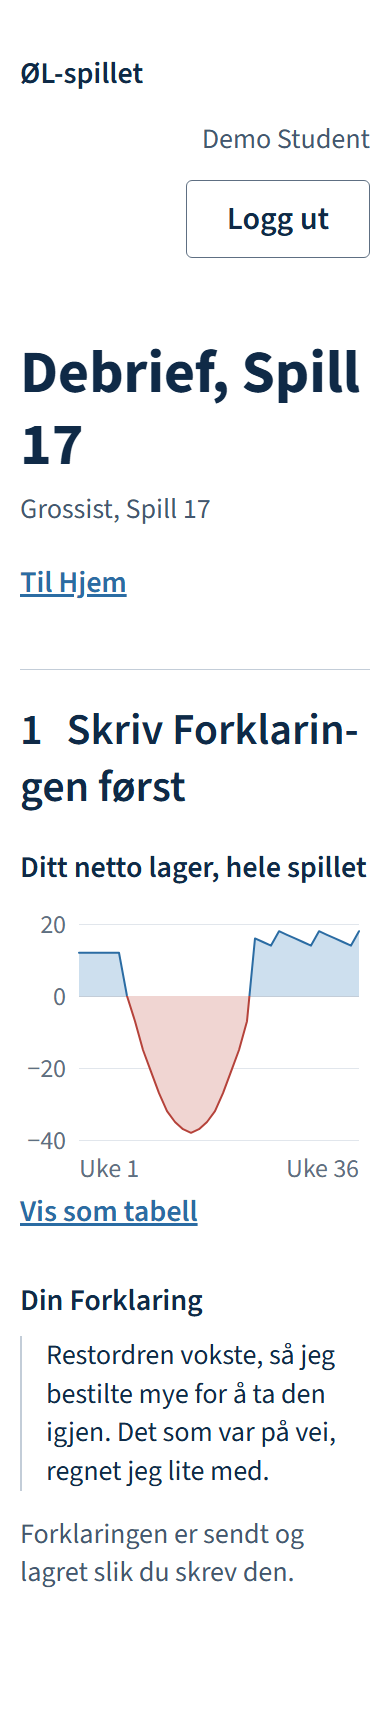 ØL-spillet
Demo Student
Logg ut
Debrief, Spill
17
Grossist, Spill 17
Til Hjem
1 Skriv Forklarin-
gen først
Ditt netto lager, hele spillet
20
0
−20
−40
Uke 1 Uke 36
Vis som tabell
Din Forklaring
Restordren vokste, så jeg
bestilte mye for å ta den
igjen. Det som var på vei,
regnet jeg lite med.
Forklaringen er sendt og
lagret slik du skrev den.